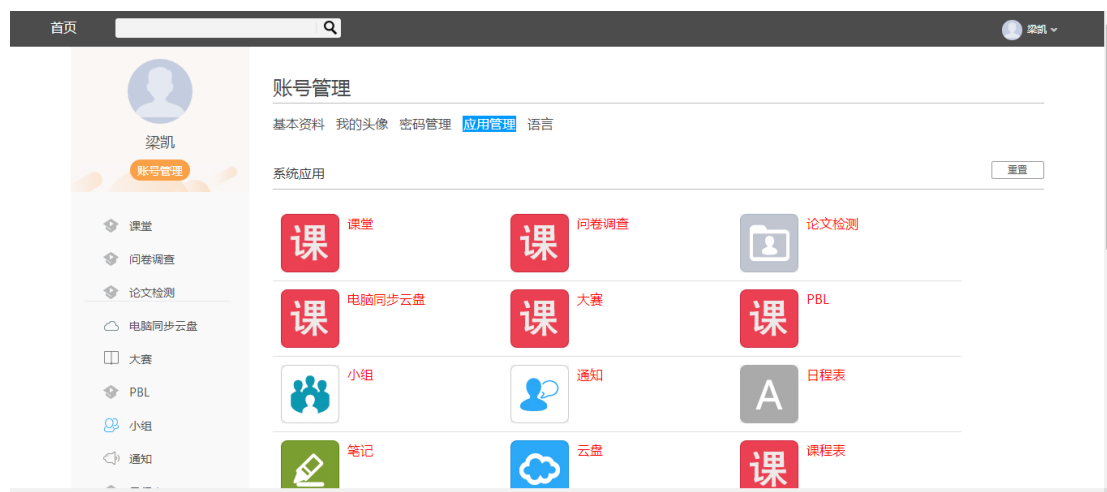 首页
梁凯
梁凯
账号管理
课堂
问卷调查
论文检测
电脑同步云盘
大赛
PBL
小组
通知
账号管理
基本资料 我的头像 密码管理 应用管理 语言
系统应用 重置
课 课堂 课 问卷调查 论文检测
课 电脑同步云盘 课 大赛 课 PBL
小组 通知 A 日程表
笔记 云盘 课 课程表